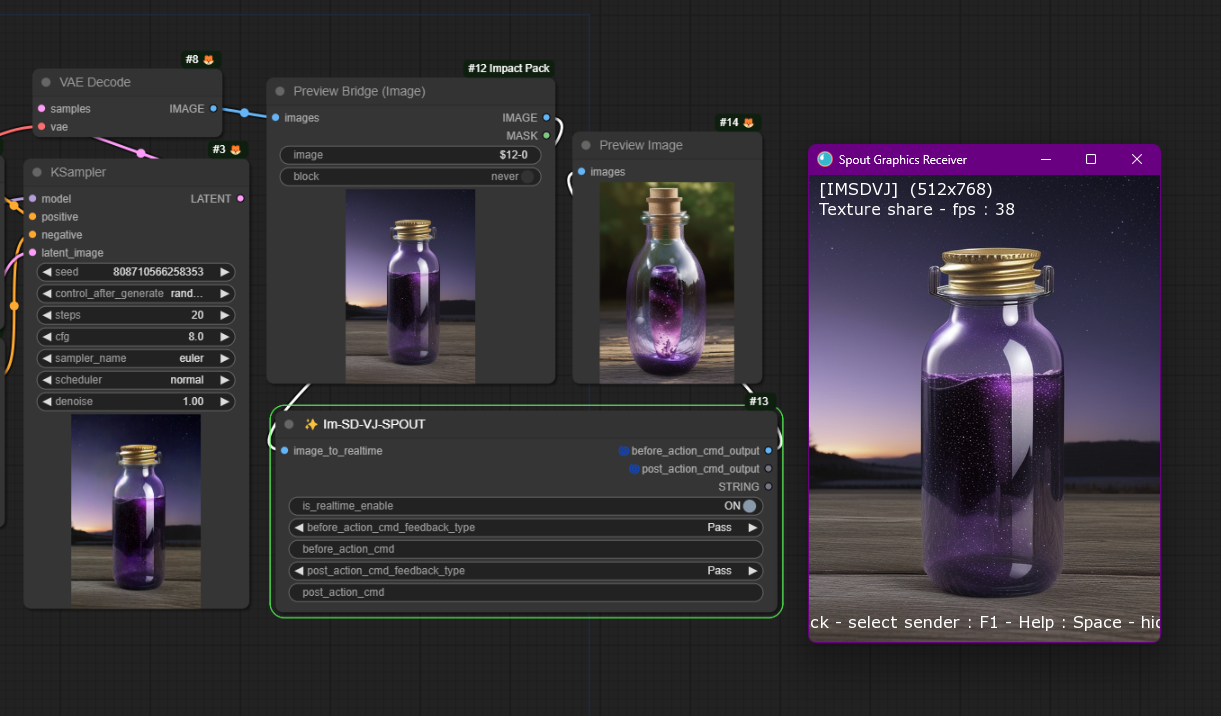 #8
VAE Decode
samples
IMAGE
vae
#3
KSampler
model
LATENT
positive
negative
latent_image
seed 808710566258353
control_after_generate rand...
steps 20
cfg 8.0
sampler_name euler
scheduler normal
denoise 1.00
#12 Impact Pack
Preview Bridge (Image)
images
IMAGE
MASK
image $12-0
block never
#14
Preview Image
images
#13
Im-SD-VJ-SPOUT
image_to_realtime
before_action_cmd_output
post_action_cmd_output
STRING
is_realtime_enable ON
before_action_cmd_feedback_type Pass
before_action_cmd
post_action_cmd_feedback_type Pass
post_action_cmd
Spout Graphics Receiver
[IMSDVJ] (512x768)
Texture share - fps : 38
ck - select sender : F1 - Help : Space - hid